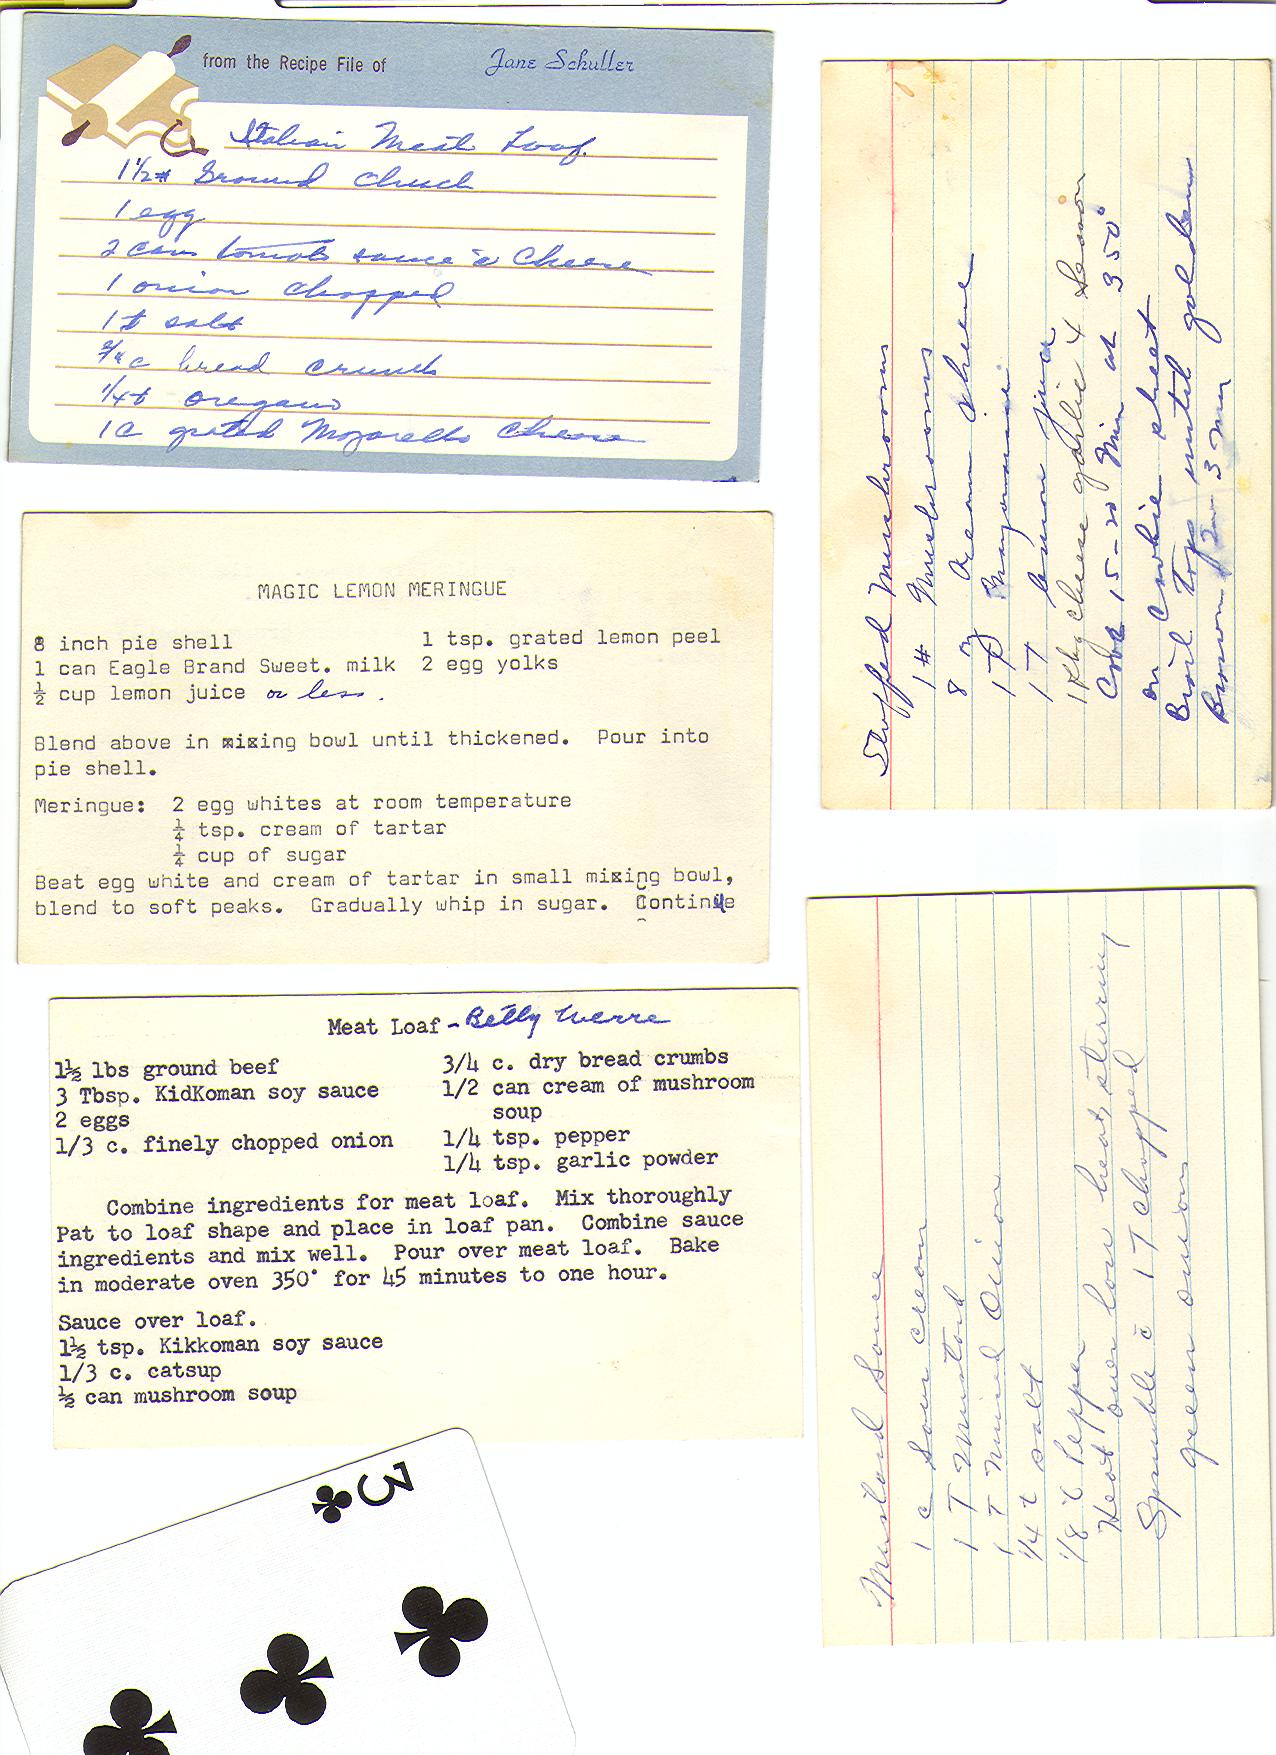 from the Recipe File of Jane Schuller
Italian Meat Loaf
1 1/2# Ground Chuck
1 egg
2 cans tomato sauce c̄ Cheese
1 onion chopped
1 t salt
3/4 c bread crumbs
1/4 t oregano
1 C grated Mozarella Cheese
MAGIC LEMON MERINGUE
8 inch pie shell 1 tsp. grated lemon peel
1 can Eagle Brand Sweet. milk 2 egg yolks
½ cup lemon juice or less.
Blend above in mixing bowl until thickened. Pour into
pie shell.
Meringue: 2 egg whites at room temperature
¼ tsp. cream of tartar
¼ cup of sugar
Beat egg white and cream of tartar in small mixing bowl,
blend to soft peaks. Gradually whip in sugar. Continue
Meat Loaf - Betty
1½ lbs ground beef 3/4 c. dry bread crumbs
3 Tbsp. KidKoman soy sauce 1/2 can cream of mushroom
2 eggs soup
1/3 c. finely chopped onion 1/4 tsp. pepper
1/4 tsp. garlic powder
Combine ingredients for meat loaf. Mix thoroughly
Pat to loaf shape and place in loaf pan. Combine sauce
ingredients and mix well. Pour over meat loaf. Bake
in moderate oven 350° for 45 minutes to one hour.
Sauce over loaf.
1½ tsp. Kikkoman soy sauce
1/3 c. catsup
½ can mushroom soup
3
Stuffed Mushrooms
1# Mushrooms
8 oz cream cheese
1 T
1 T juice
1 Pkg cheese garlic
Cook 15-20 Min at 350°
on Cookie sheet
Broil tops until golden
Brown 3 min
Mustard Sauce
1 c Sour Cream
1 T Mustard
1 T Minced Onion
1/4 t salt
1/8 t Pepper
Heat over low heat, stirring
Sprinkle c̄ 1 T chopped
green onions